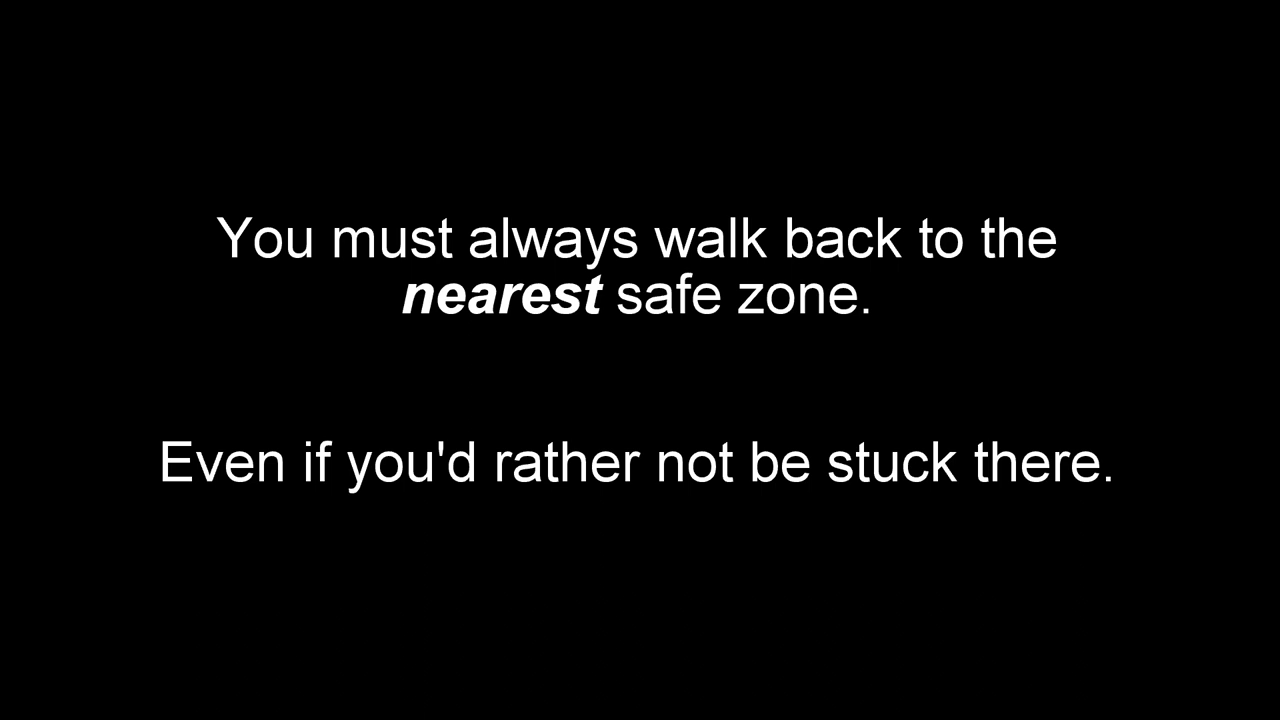 You must always walk back to the
nearest safe zone.
Even if you'd rather not be stuck there.